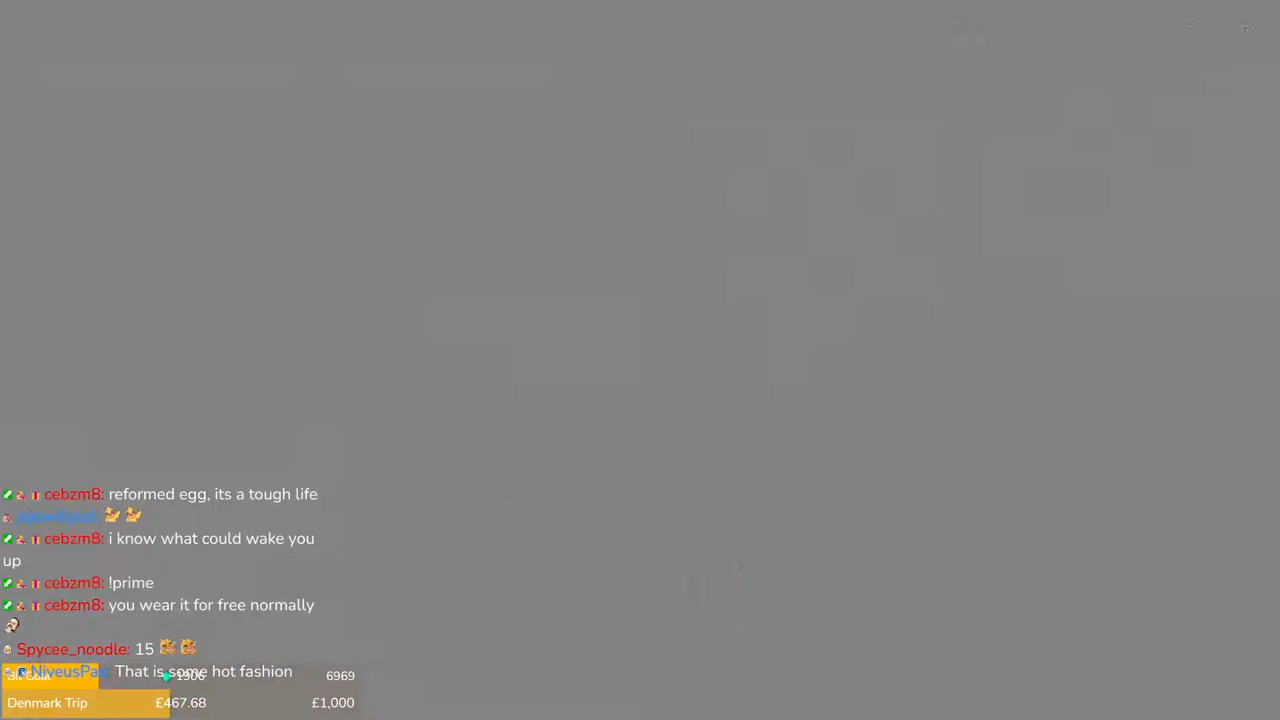 cebzm8: reformed egg, its a tough life
cebzm8: i know what could wake you
up
cebzm8: !prime
cebzm8: you wear it for free normally
Spycee_noodle: 15
That is some hot fashion
1906 6969
Denmark Trip £467.68 £1,000